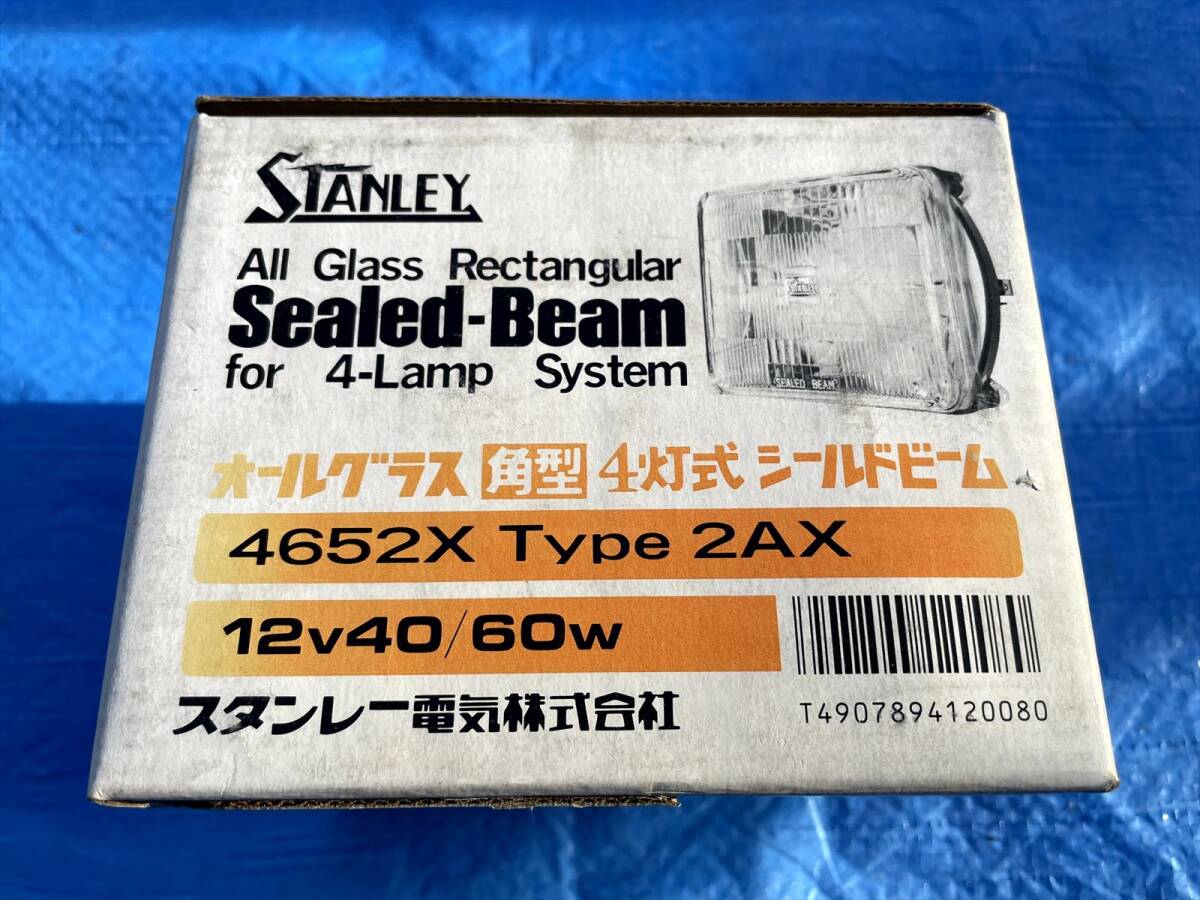 STANLEY
All Glass Rectangular
Sealed-Beam
for 4-Lamp System
STANLEY
SEALED BEAM
オールグラス 角型 4灯式 シールドビーム
4652X Type 2AX
12v40/60w
スタンレー電気株式会社
T4907894120080